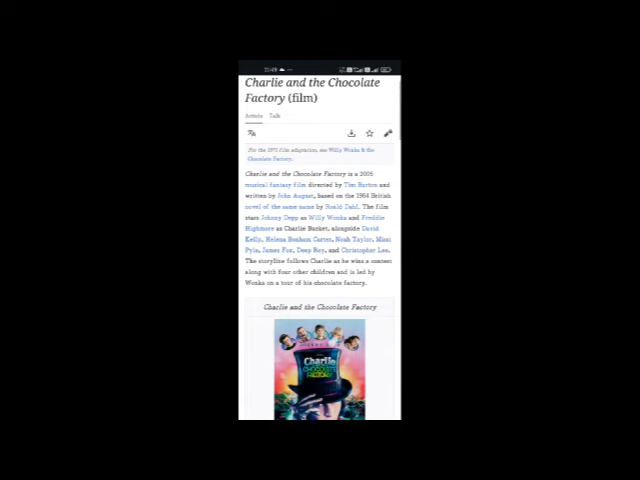 Charlie and the Chocolate
Factory (film)
Article Talk
For the 1971 film adaptation, see Willy Wonka & the
Chocolate Factory.
Charlie and the Chocolate Factory is a 2005
musical fantasy film directed by Tim Burton and
written by John August, based on the 1964 British
novel of the same name by Roald Dahl. The film
stars Johnny Depp as Willy Wonka and Freddie
Highmore as Charlie Bucket, alongside David
Kelly, Helena Bonham Carter, Noah Taylor, Missi
Pyle, James Fox, Deep Roy, and Christopher Lee.
The storyline follows Charlie as he wins a contest
along with four other children and is led by
Wonka on a tour of his chocolate factory.
Charlie and the Chocolate Factory
Charlie
CHOCOLATE
FACTORY